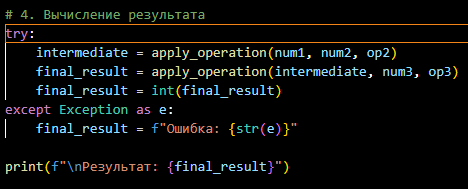 # 4. Вычисление результата
try:
    intermediate = apply_operation(num1, num2, op2)
    final_result = apply_operation(intermediate, num3, op3)
    final_result = int(final_result)
except Exception as e:
    final_result = f"Ошибка: {str(e)}"

print(f"\nРезультат: {final_result}")